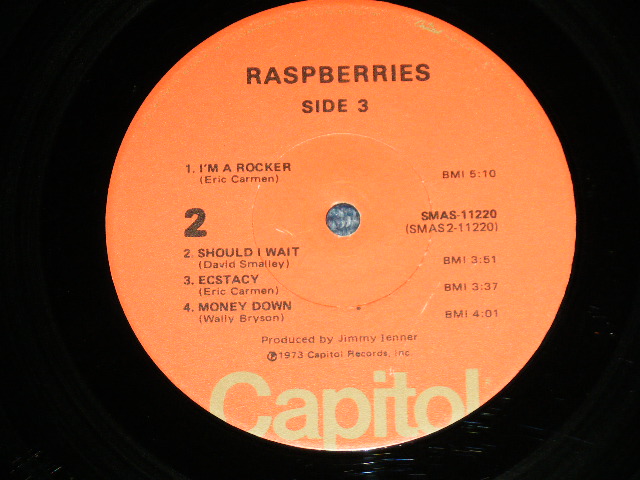 Capitol
RASPBERRIES
SIDE 3
1. I'M A ROCKER
(Eric Carmen)
BMI 5:10
2
SMAS-11220
(SMAS2-11220)
2. SHOULD I WAIT
(David Smalley)
BMI 3:51
3. ECSTACY
(Eric Carmen)
BMI 3:37
4. MONEY DOWN
(Wally Bryson)
BMI 4:01
Produced by Jimmy Ienner
℗1973 Capitol Records, Inc.
Capitol